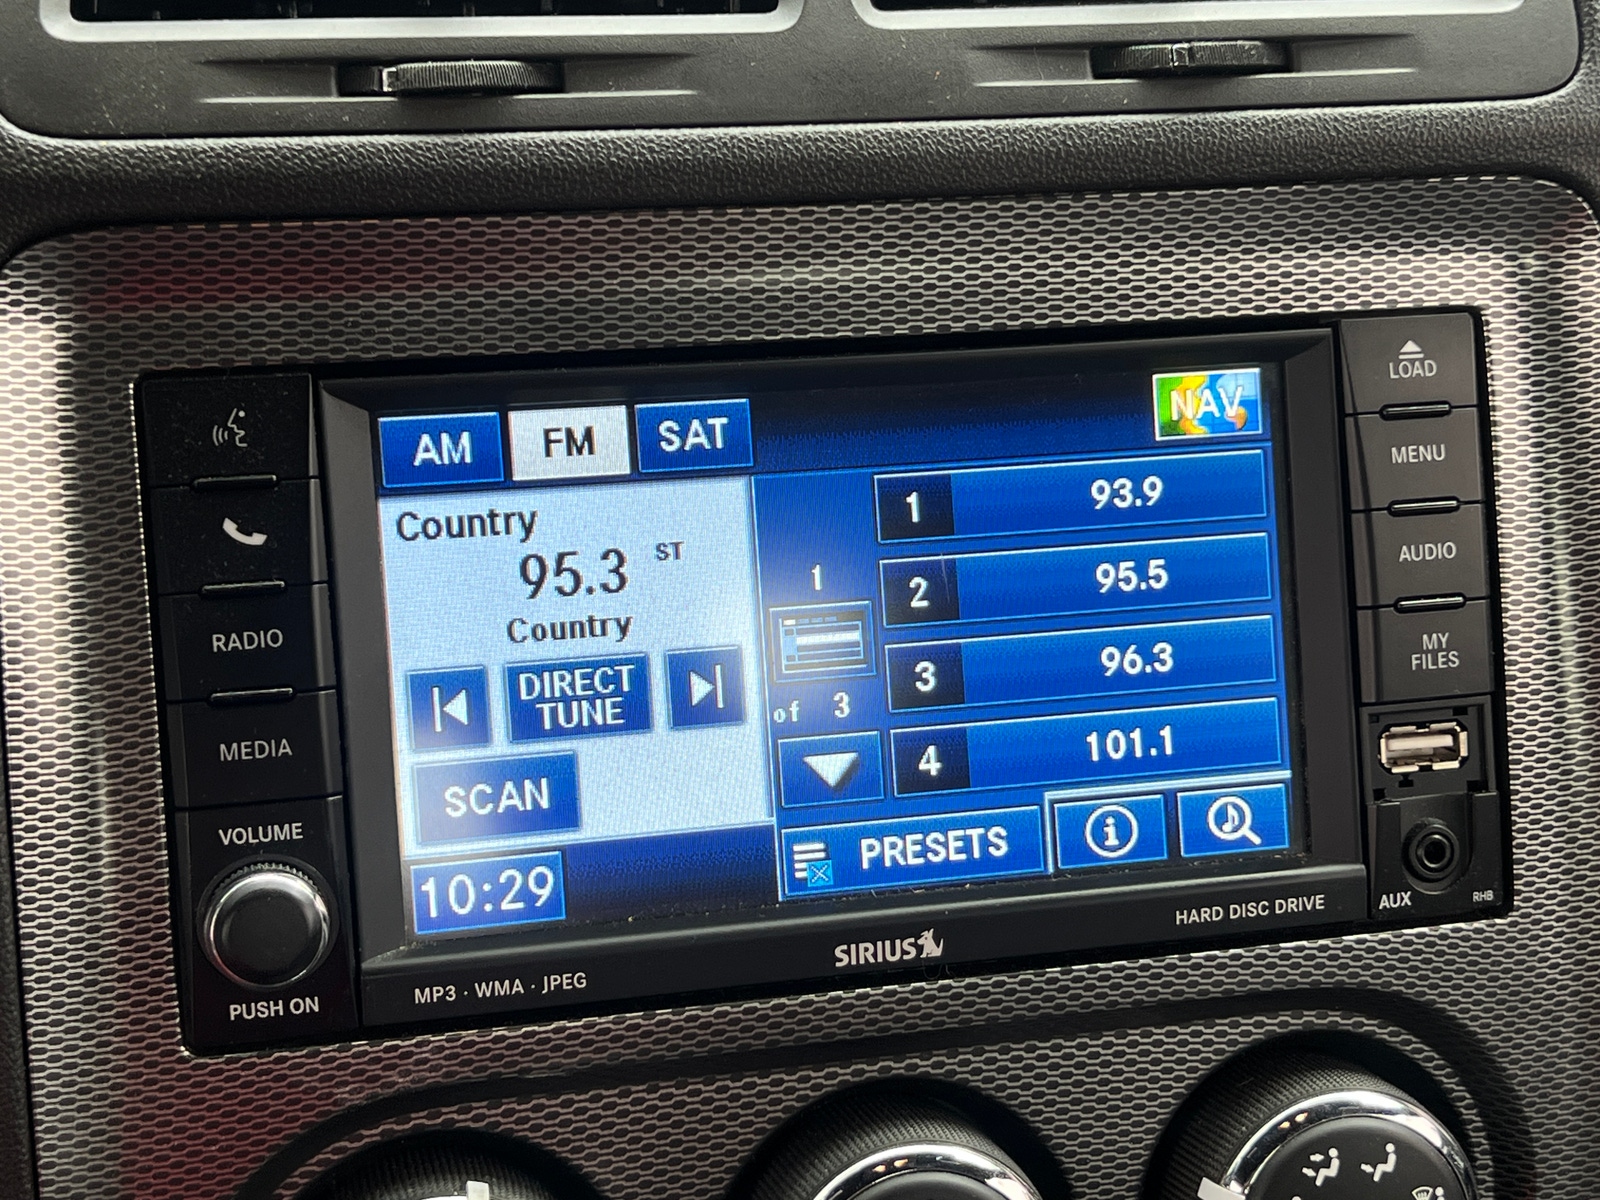 LOAD
MENU
AUDIO
MY
FILES
AUX
RHB
RADIO
MEDIA
VOLUME
PUSH ON
AM
FM
SAT
NAV
Country
95.3
ST
Country
DIRECT
TUNE
SCAN
10:29
1
of 3
1 93.9
2 95.5
3 96.3
4 101.1
PRESETS
i
MP3 · WMA · JPEG
SIRIUS
HARD DISC DRIVE